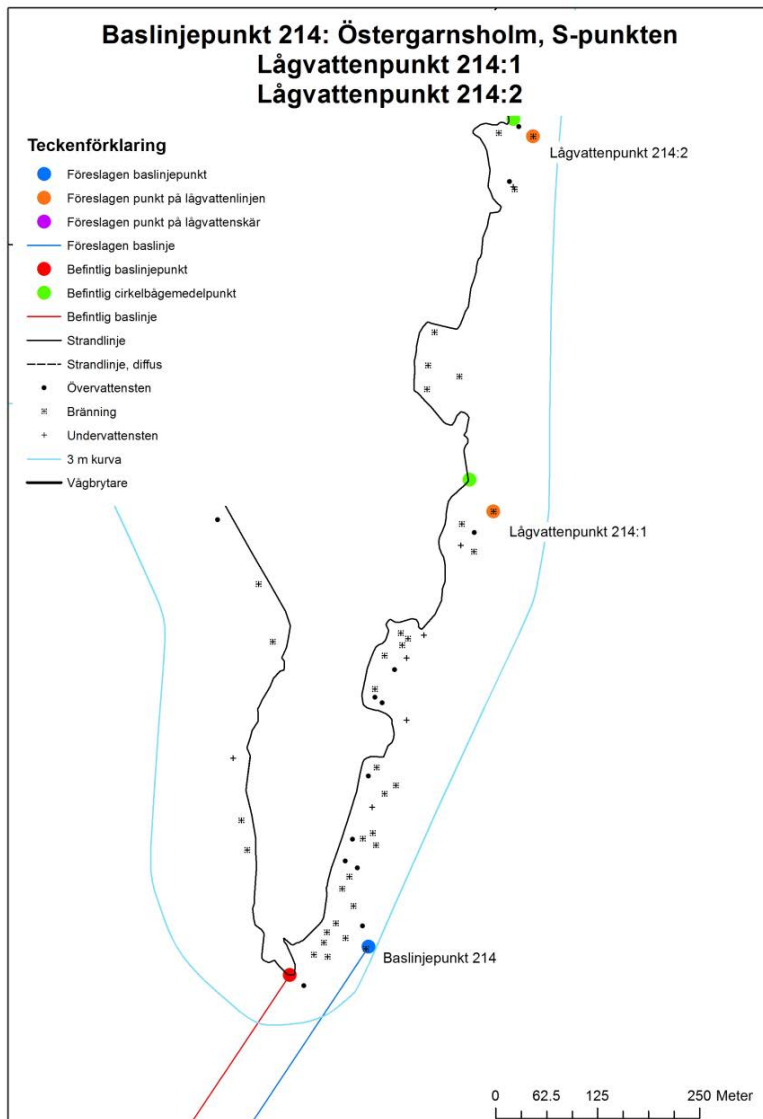 Baslinjepunkt 214: Östergarnsholm, S-punkten
Lågvattenpunkt 214:1
Lågvattenpunkt 214:2
Teckenförklaring
Föreslagen baslinjepunkt
Föreslagen punkt på lågvattenlinjen
Föreslagen punkt på lågvattenskär
Föreslagen baslinje
Befintlig baslinjepunkt
Befintlig cirkelbågemedelpunkt
Befintlig baslinje
Strandlinje
Strandlinje, diffus
Övervattensten
Bränning
Undervattensten
3 m kurva
Vågbrytare
Lågvattenpunkt 214:2
Lågvattenpunkt 214:1
Baslinjepunkt 214
0 62.5 125 250 Meter